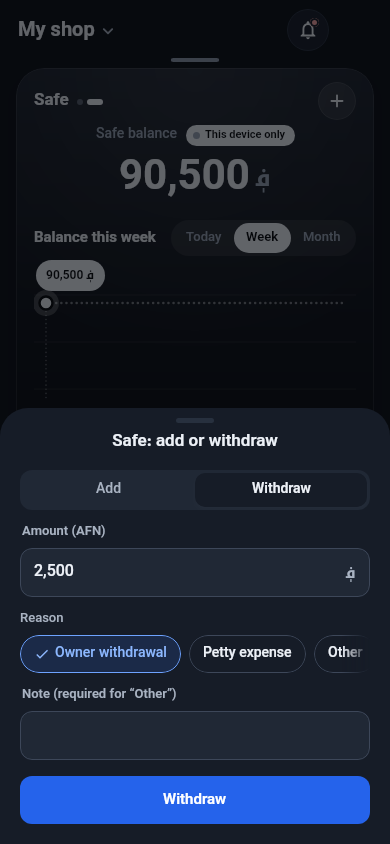 My shop
Safe
Safe balance This device only
90,500 ؋
Balance this week Today Week Month
90,500 ؋
Safe: add or withdraw
Add Withdraw
Amount (AFN)
2,500 ؋
Reason
Owner withdrawal Petty expense Other
Note (required for “Other”)
Withdraw